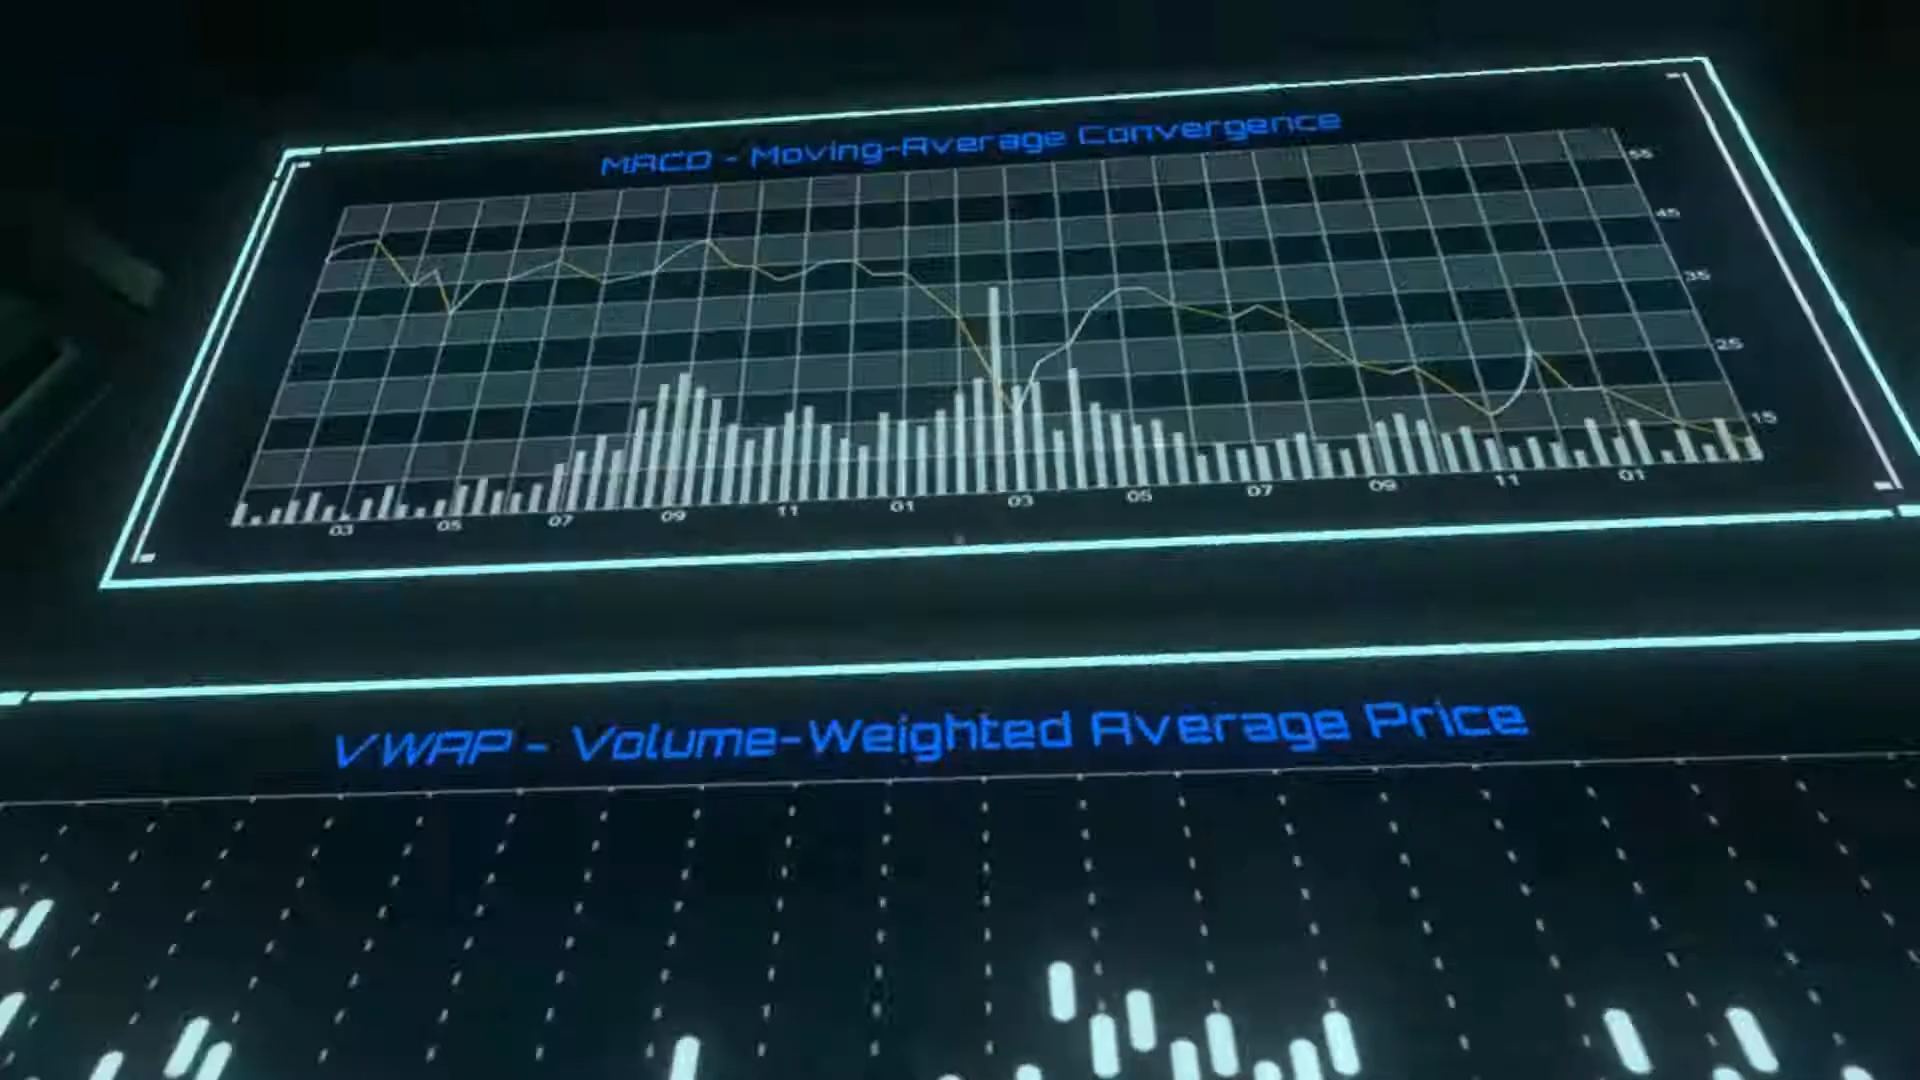 MACD - Moving-Average Convergence
55
45
35
25
15
03 05 07 09 11 01 03 05 07 09 11 01
VWAP - Volume-Weighted Average Price